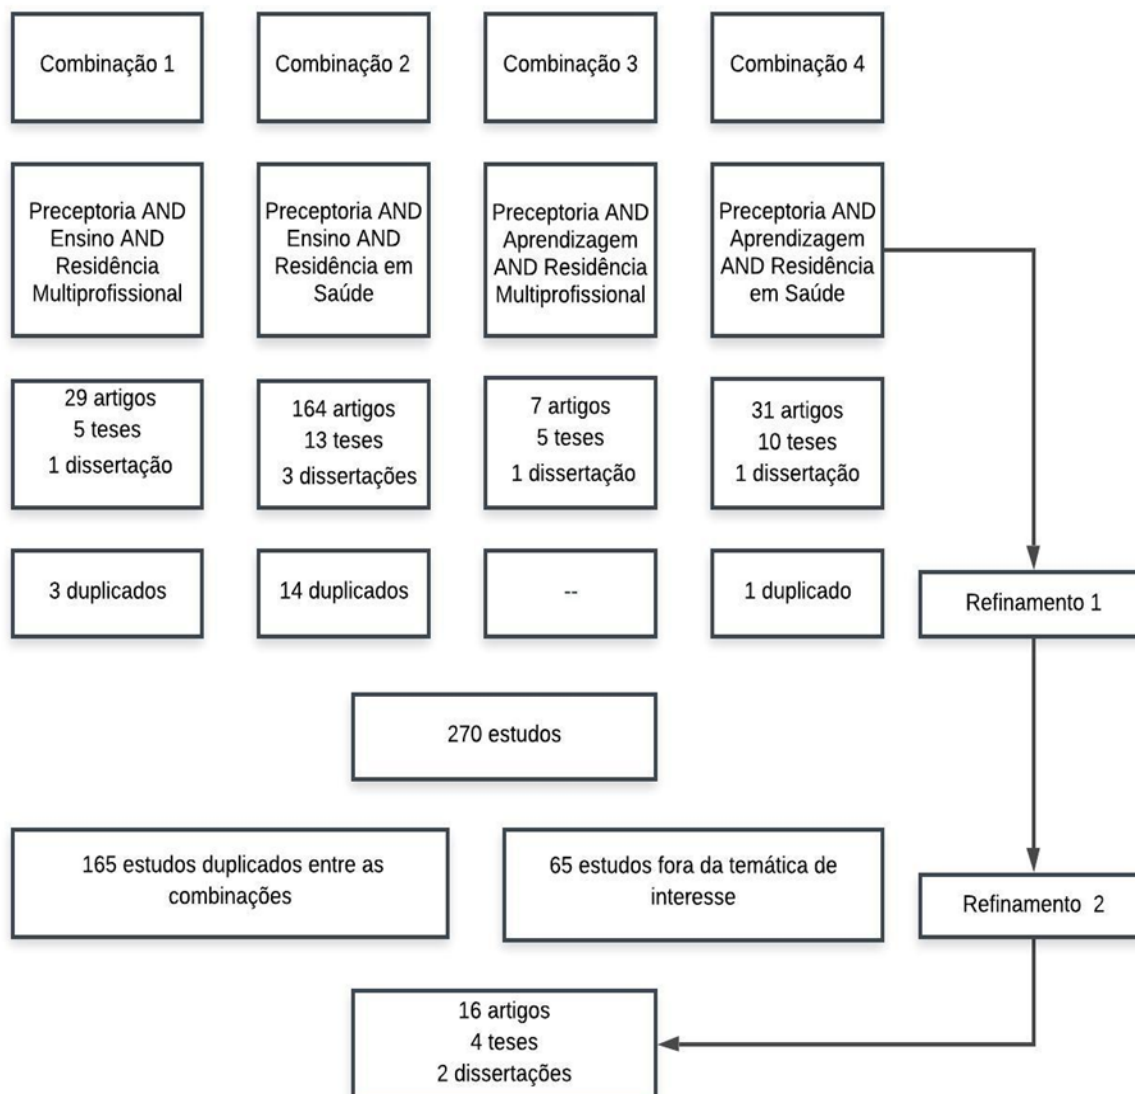 Combinação 1
Combinação 2
Combinação 3
Combinação 4
Preceptoria AND
Ensino AND
Residência
Multiprofissional
Preceptoria AND
Ensino AND
Residência em
Saúde
Preceptoria AND
Aprendizagem
AND Residência
Multiprofissional
Preceptoria AND
Aprendizagem
AND Residência
em Saúde
29 artigos
5 teses
1 dissertação
164 artigos
13 teses
3 dissertações
7 artigos
5 teses
1 dissertação
31 artigos
10 teses
1 dissertação
3 duplicados
14 duplicados
--
1 duplicado
Refinamento 1
270 estudos
165 estudos duplicados entre as
combinações
65 estudos fora da temática de
interesse
Refinamento 2
16 artigos
4 teses
2 dissertações